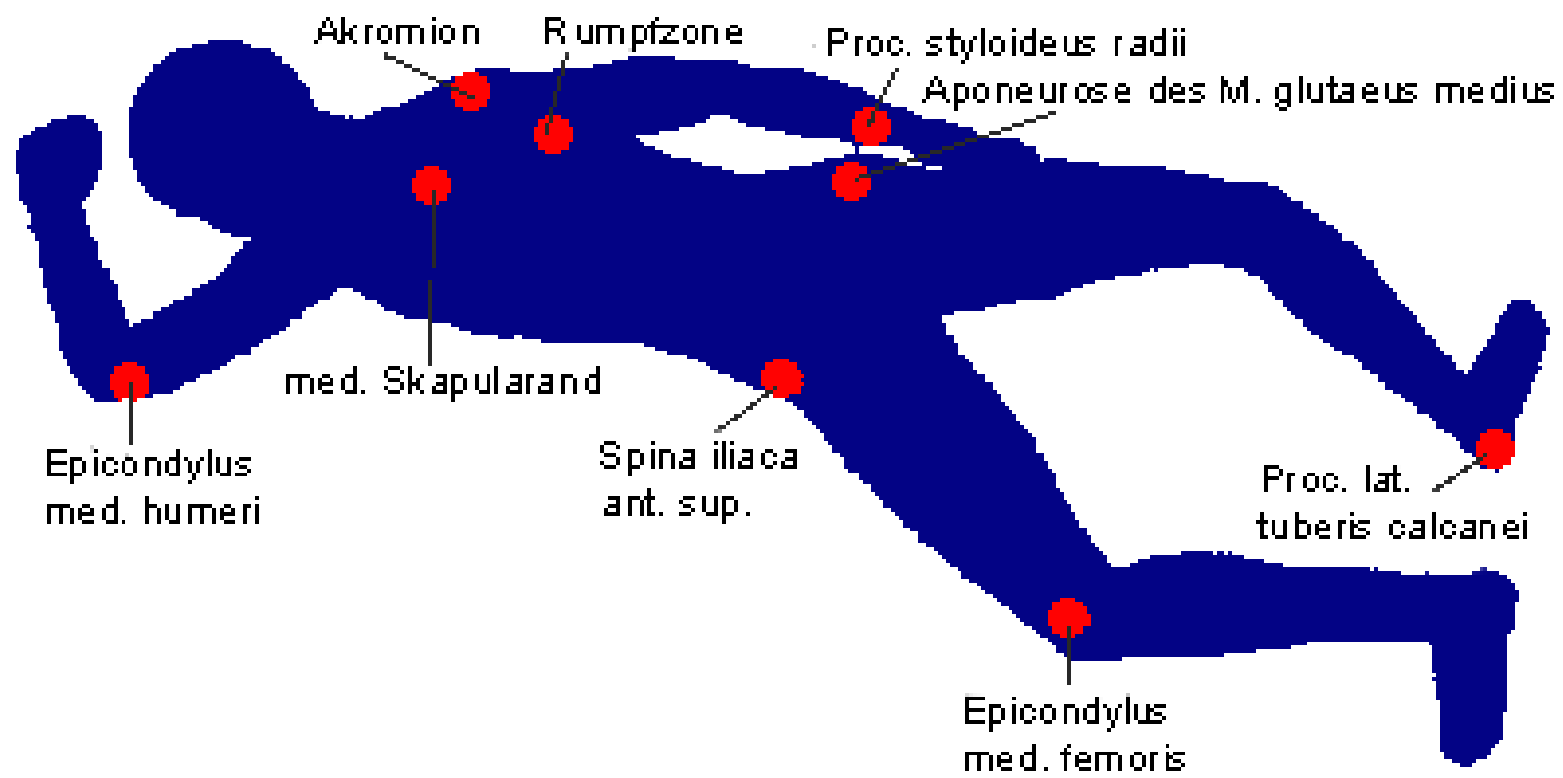 Akromion
Rumpfzone
Proc. styloideus radii
Aponeurose des M. glutaeus medius
med. Skapularand
Epicondylus
med. humeri
Spina iliaca
ant. sup.
Proc. lat.
tuberis calcanei
Epicondylus
med. femoris